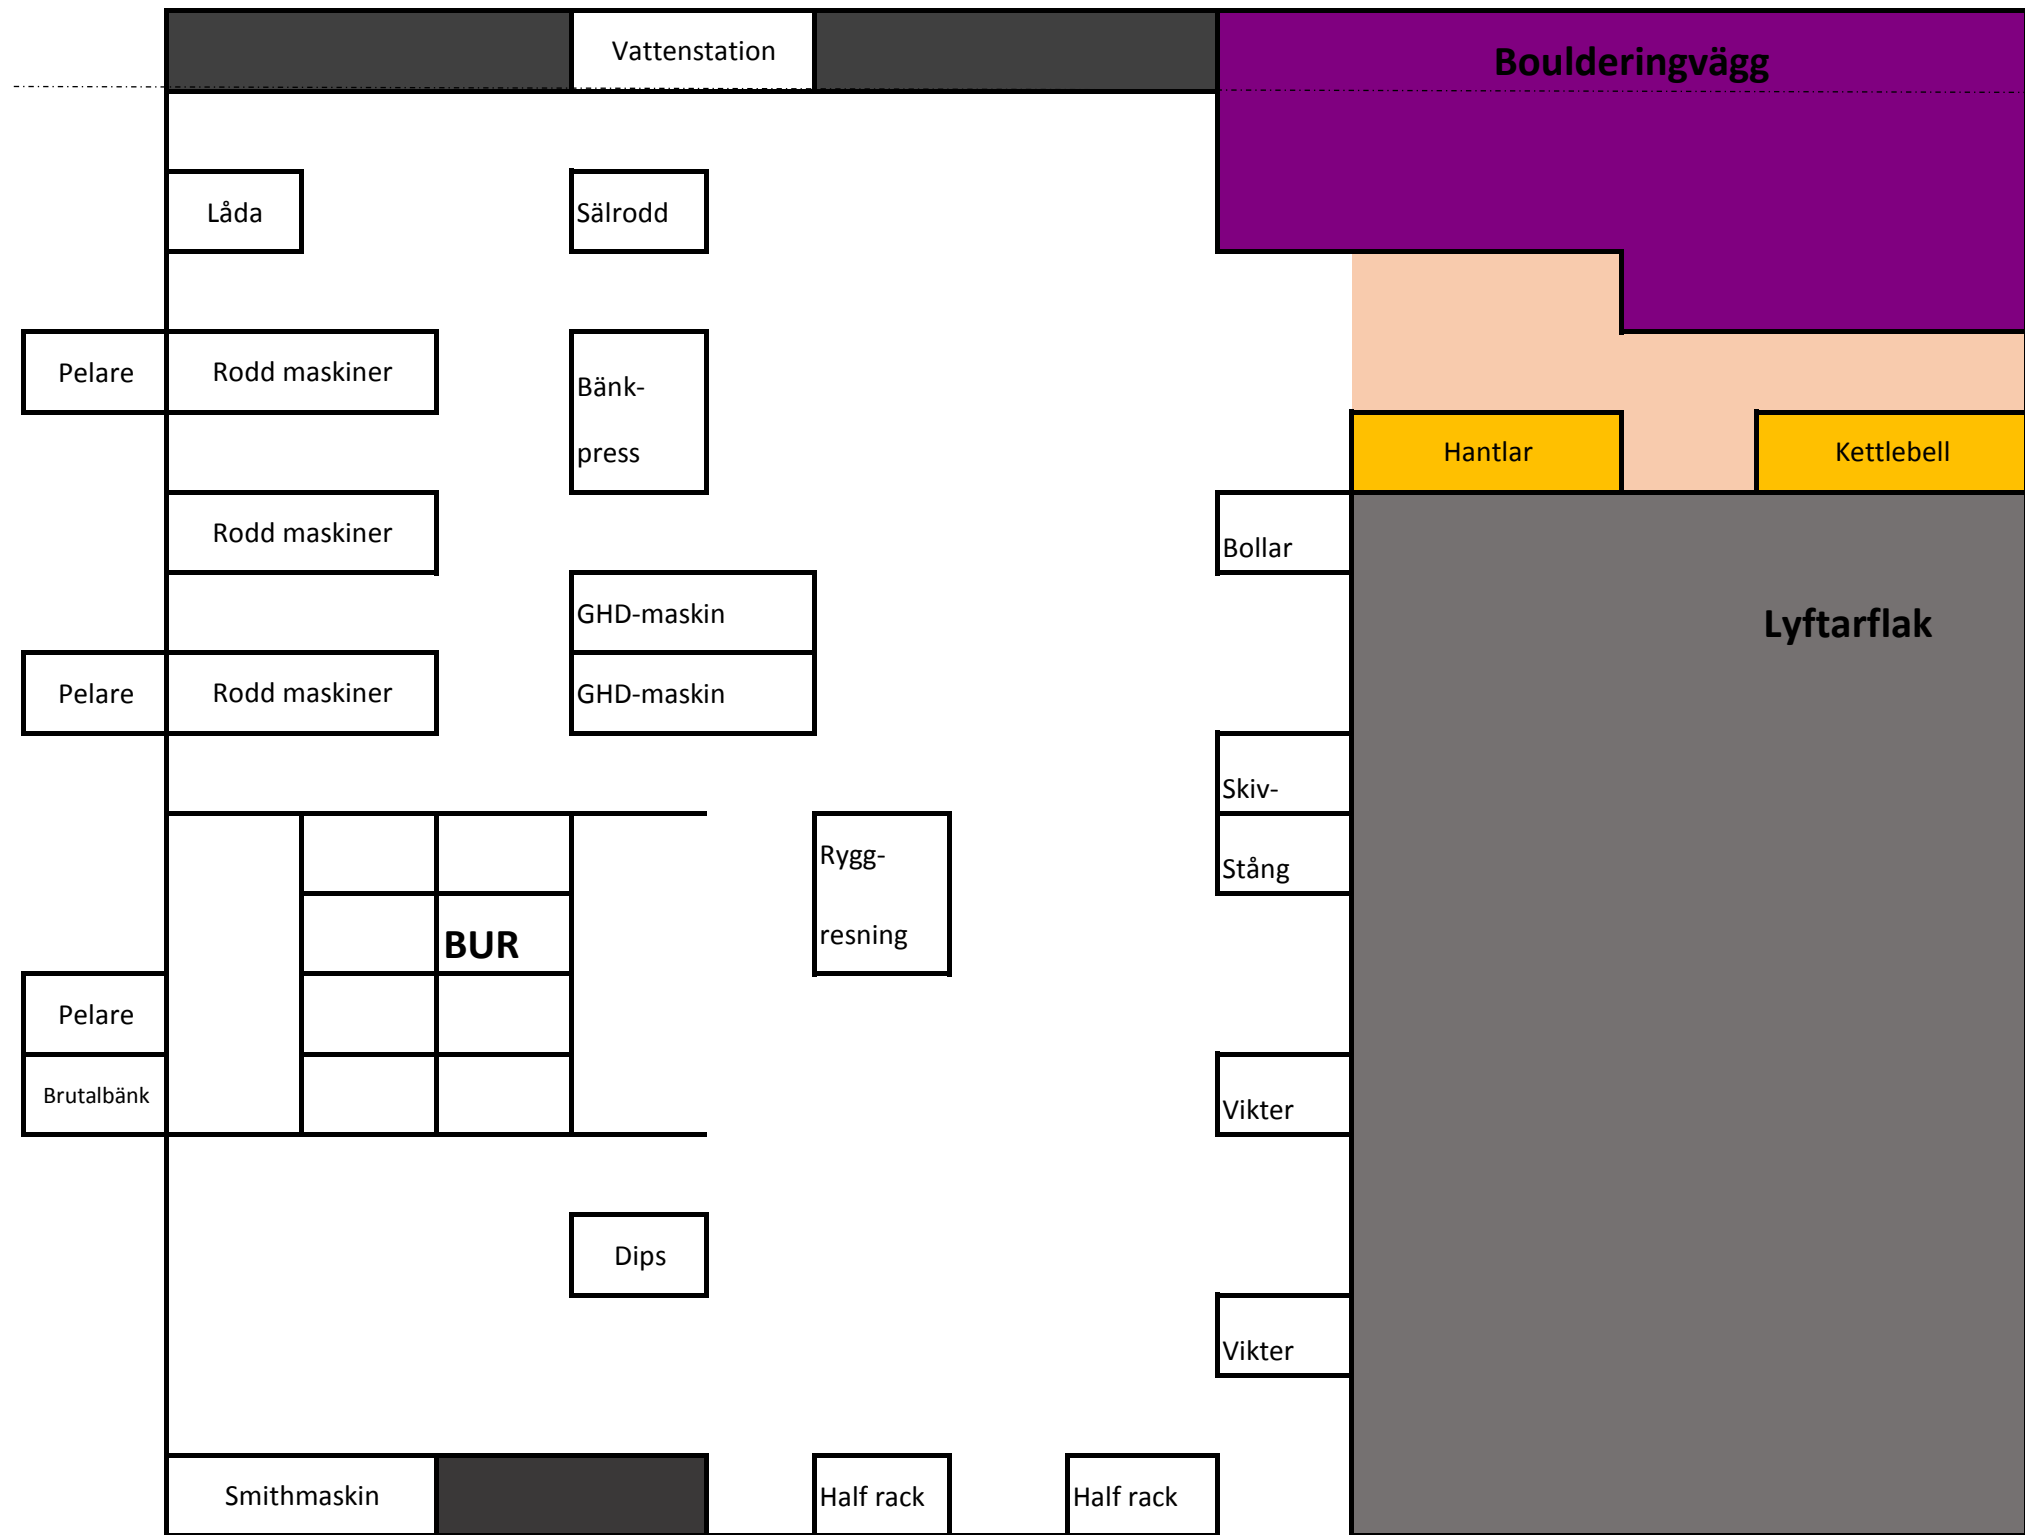 Vattenstation
Boulderingvägg
Låda
Sälrodd
Pelare
Rodd maskiner
Bänk-
press
Hantlar
Kettlebell
Rodd maskiner
Bollar
GHD-maskin
Lyftarflak
Pelare
Rodd maskiner
GHD-maskin
Skiv-
Stång
Rygg-
resning
BUR
Pelare
Brutalbänk
Vikter
Dips
Vikter
Smithmaskin
Half rack
Half rack